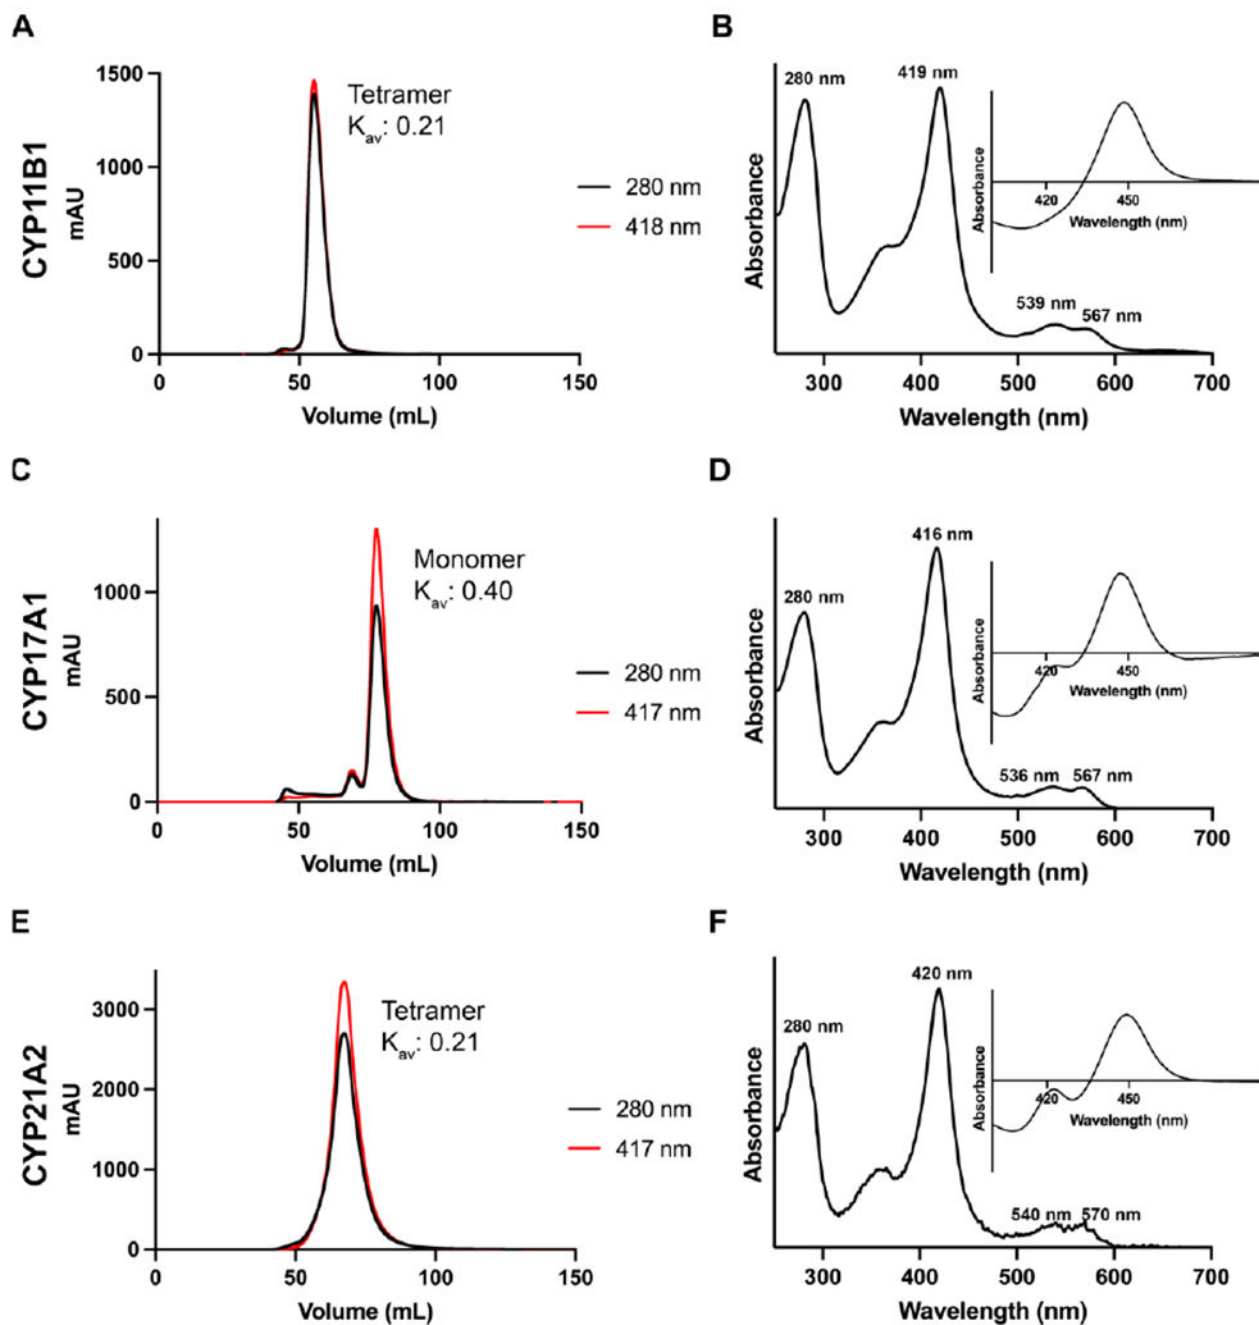 A
CYP11B1
mAU
1500
1000
500
0
0
50
100
150
Volume (mL)
Tetramer
Kav: 0.21
280 nm
418 nm
B
Absorbance
280 nm
419 nm
539 nm
567 nm
300
400
500
600
700
Wavelength (nm)
Absorbance
420
450
Wavelength (nm)
C
CYP17A1
mAU
1000
500
0
0
50
100
150
Volume (mL)
Monomer
Kav: 0.40
280 nm
417 nm
D
Absorbance
280 nm
416 nm
536 nm
567 nm
300
400
500
600
700
Wavelength (nm)
Absorbance
420
450
Wavelength (nm)
E
CYP21A2
mAU
3000
2000
1000
0
0
50
100
150
Volume (mL)
Tetramer
Kav: 0.21
280 nm
417 nm
F
Absorbance
280 nm
420 nm
540 nm
570 nm
300
400
500
600
700
Wavelength (nm)
Absorbance
420
450
Wavelength (nm)